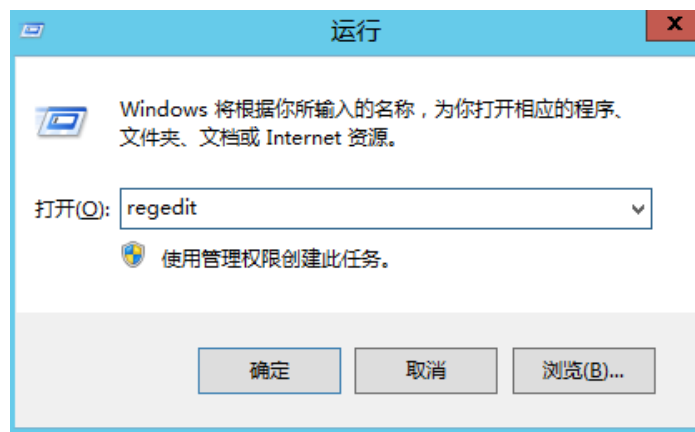 运行
x
Windows 将根据你所输入的名称，为你打开相应的程序、
文件夹、文档或 Internet 资源。
打开(O): regedit
使用管理权限创建此任务。
确定 取消 浏览(B)...